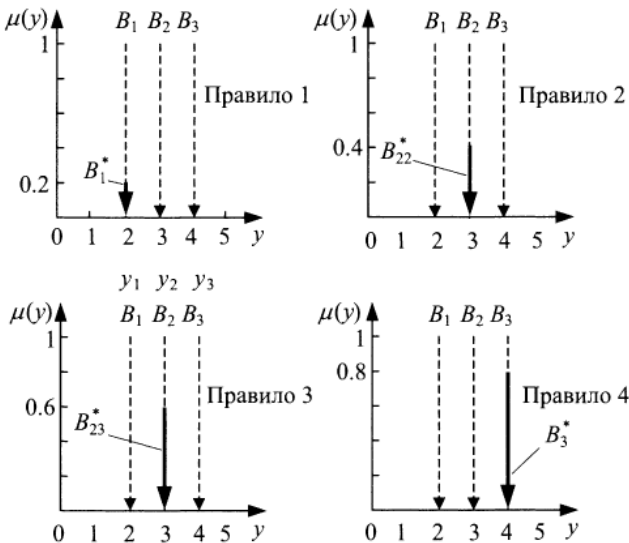 μ(y) B₁ B₂ B₃
1
Правило 1
B₁*
0.2
0 1 2 3 4 5 y
μ(y) B₁ B₂ B₃
1
Правило 2
0.4
B₂₂*
0 1 2 3 4 5 y
y₁ y₂ y₃
μ(y) B₁ B₂ B₃
1
Правило 3
0.6
B₂₃*
0 1 2 3 4 5 y
μ(y) B₁ B₂ B₃
1
0.8
Правило 4
B₃*
0 1 2 3 4 5 y